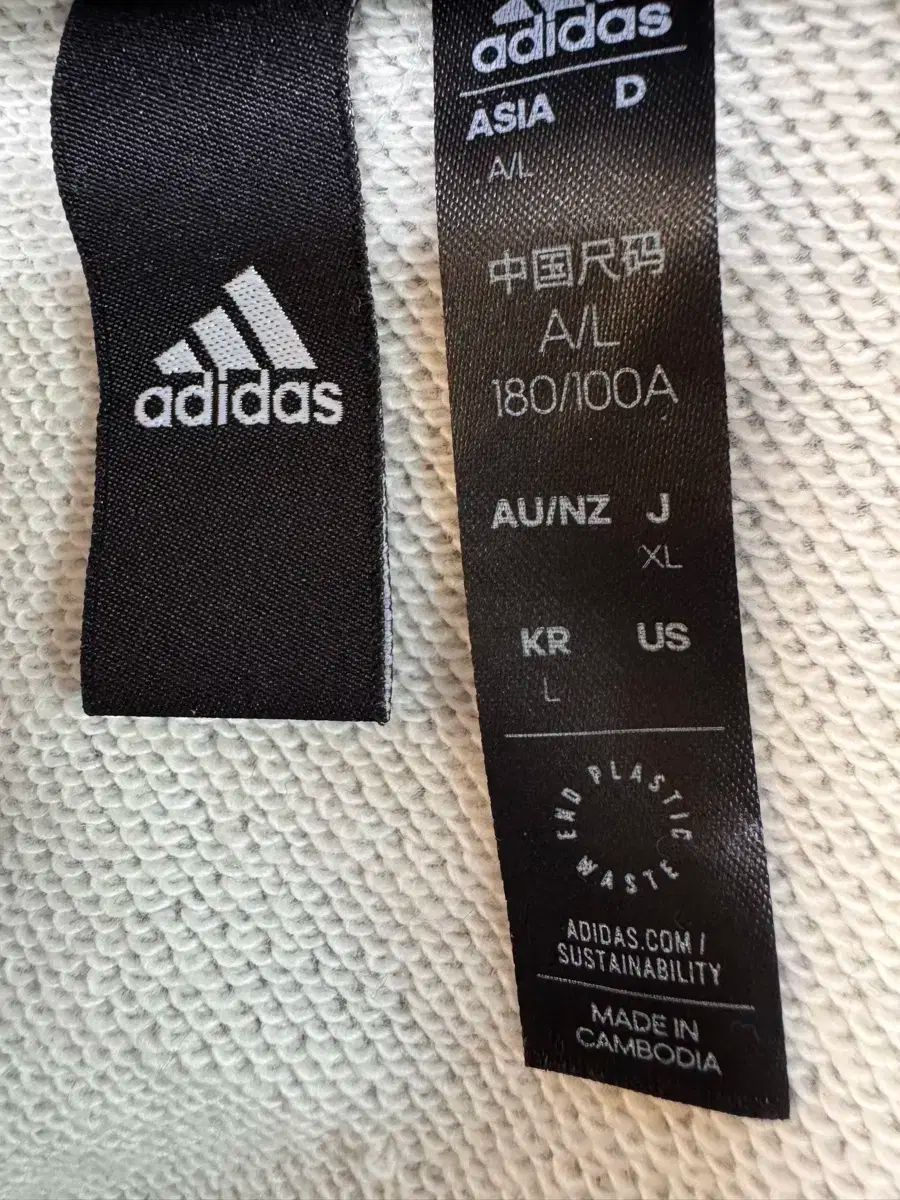 adidas
adidas
ASIA D
A/L
中国尺码
A/L
180/100A
AU/NZ J
XL
KR US
L
END PLASTIC WASTE
ADIDAS.COM /
SUSTAINABILITY
MADE IN
CAMBODIA